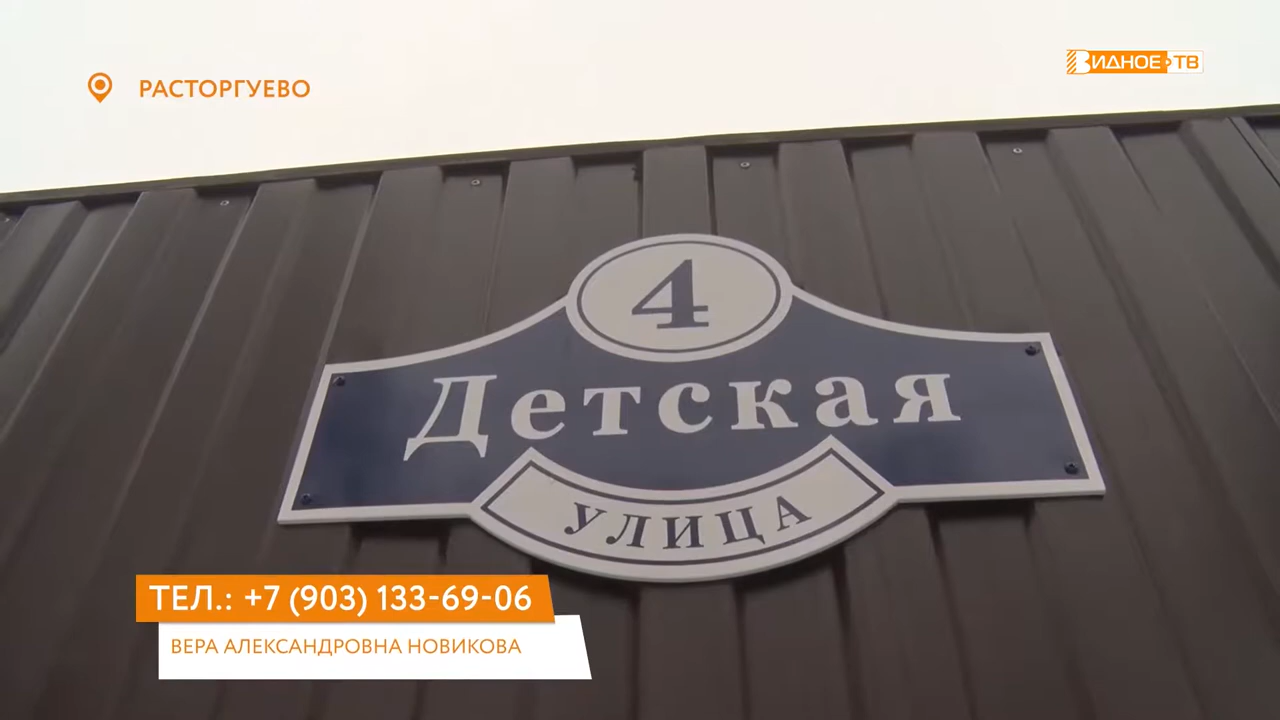 РАСТОРГУЕВО
ВИДНОЕ ТВ
4
Детская
УЛИЦА
ТЕЛ.: +7 (903) 133-69-06
ВЕРА АЛЕКСАНДРОВНА НОВИКОВА